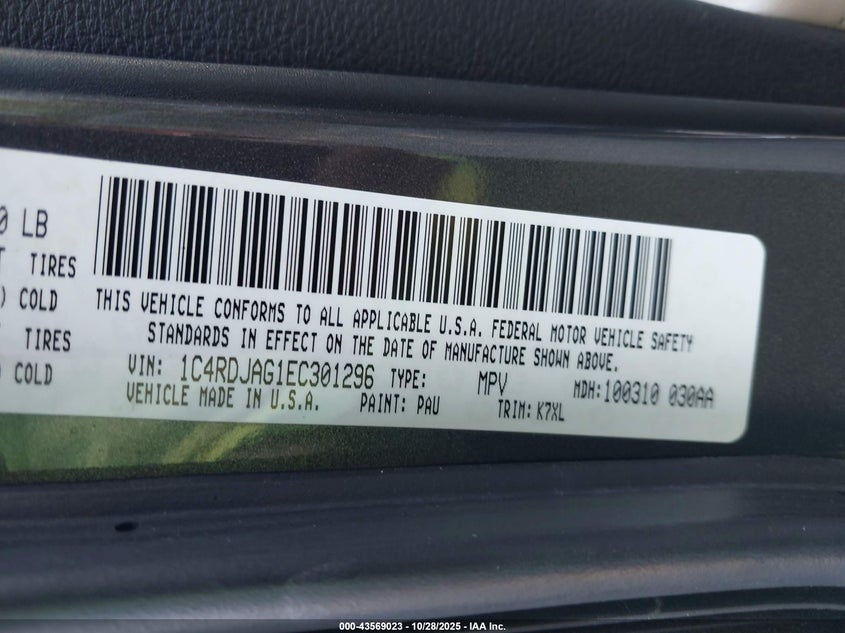 0 LB
TIRES
) COLD
TIRES
) COLD
THIS VEHICLE CONFORMS TO ALL APPLICABLE U.S.A. FEDERAL MOTOR VEHICLE SAFETY
STANDARDS IN EFFECT ON THE DATE OF MANUFACTURE SHOWN ABOVE.
VIN: 1C4RDJAG1EC301296 TYPE: MPV MDH:100310 030AA
VEHICLE MADE IN U.S.A. PAINT: PAU TRIM: K7XL
000-43569023 - 10/28/2025 - IAA Inc.